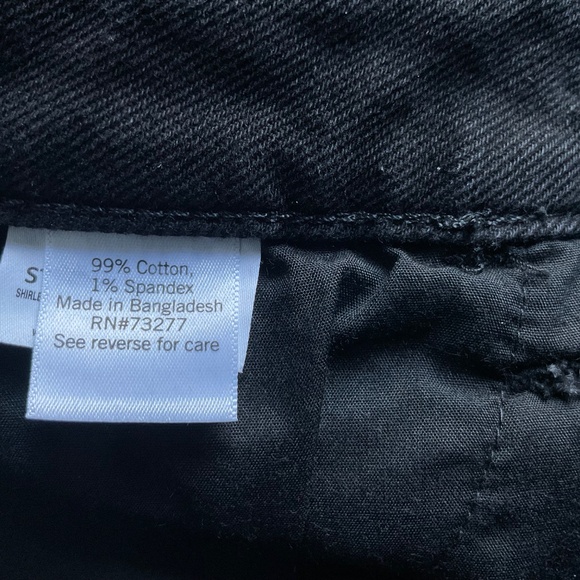 99% Cotton,
1% Spandex
Made in Bangladesh
RN#73277
See reverse for care